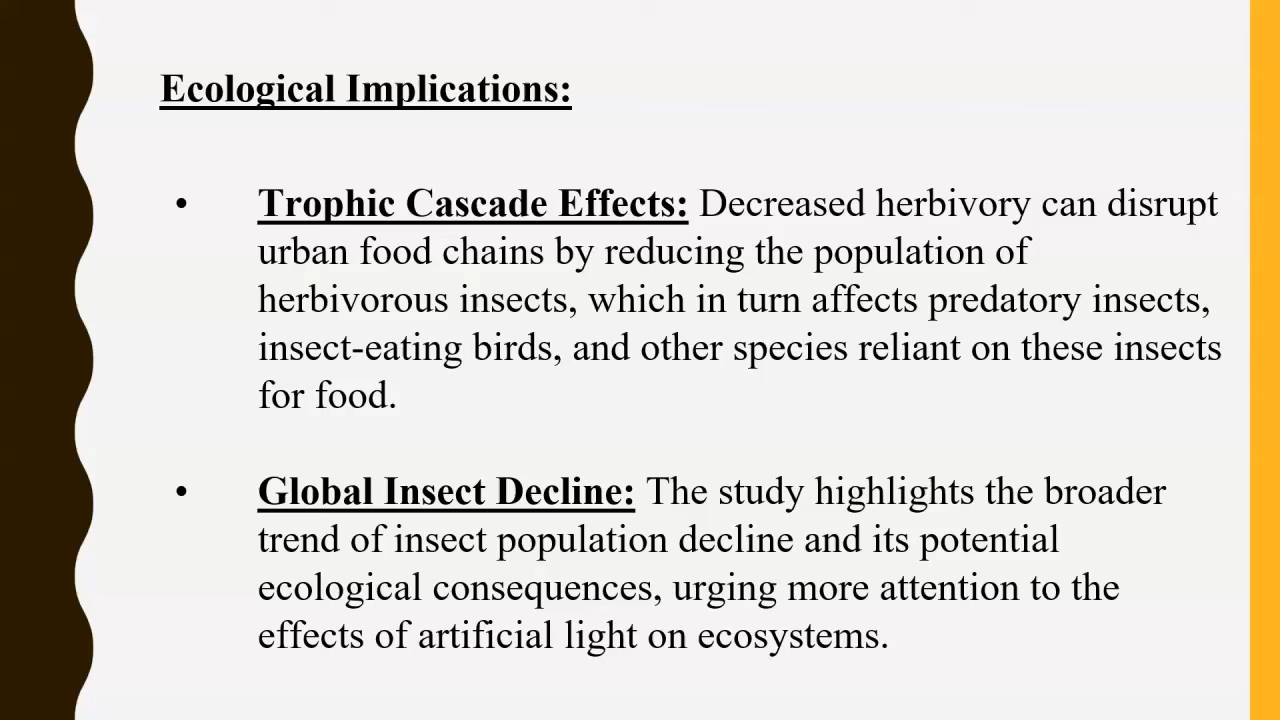 Ecological Implications:
• Trophic Cascade Effects: Decreased herbivory can disrupt
urban food chains by reducing the population of
herbivorous insects, which in turn affects predatory insects,
insect-eating birds, and other species reliant on these insects
for food.
• Global Insect Decline: The study highlights the broader
trend of insect population decline and its potential
ecological consequences, urging more attention to the
effects of artificial light on ecosystems.